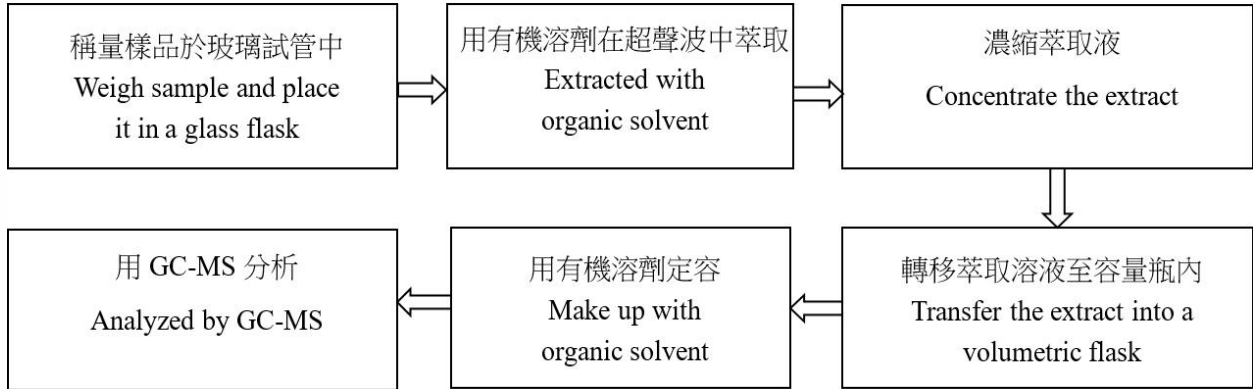 稱量樣品於玻璃試管中
Weigh sample and place
it in a glass flask
用有機溶劑在超聲波中萃取
Extracted with
organic solvent
濃縮萃取液
Concentrate the extract
轉移萃取溶液至容量瓶內
Transfer the extract into a
volumetric flask
用有機溶劑定容
Make up with
organic solvent
用 GC-MS 分析
Analyzed by GC-MS